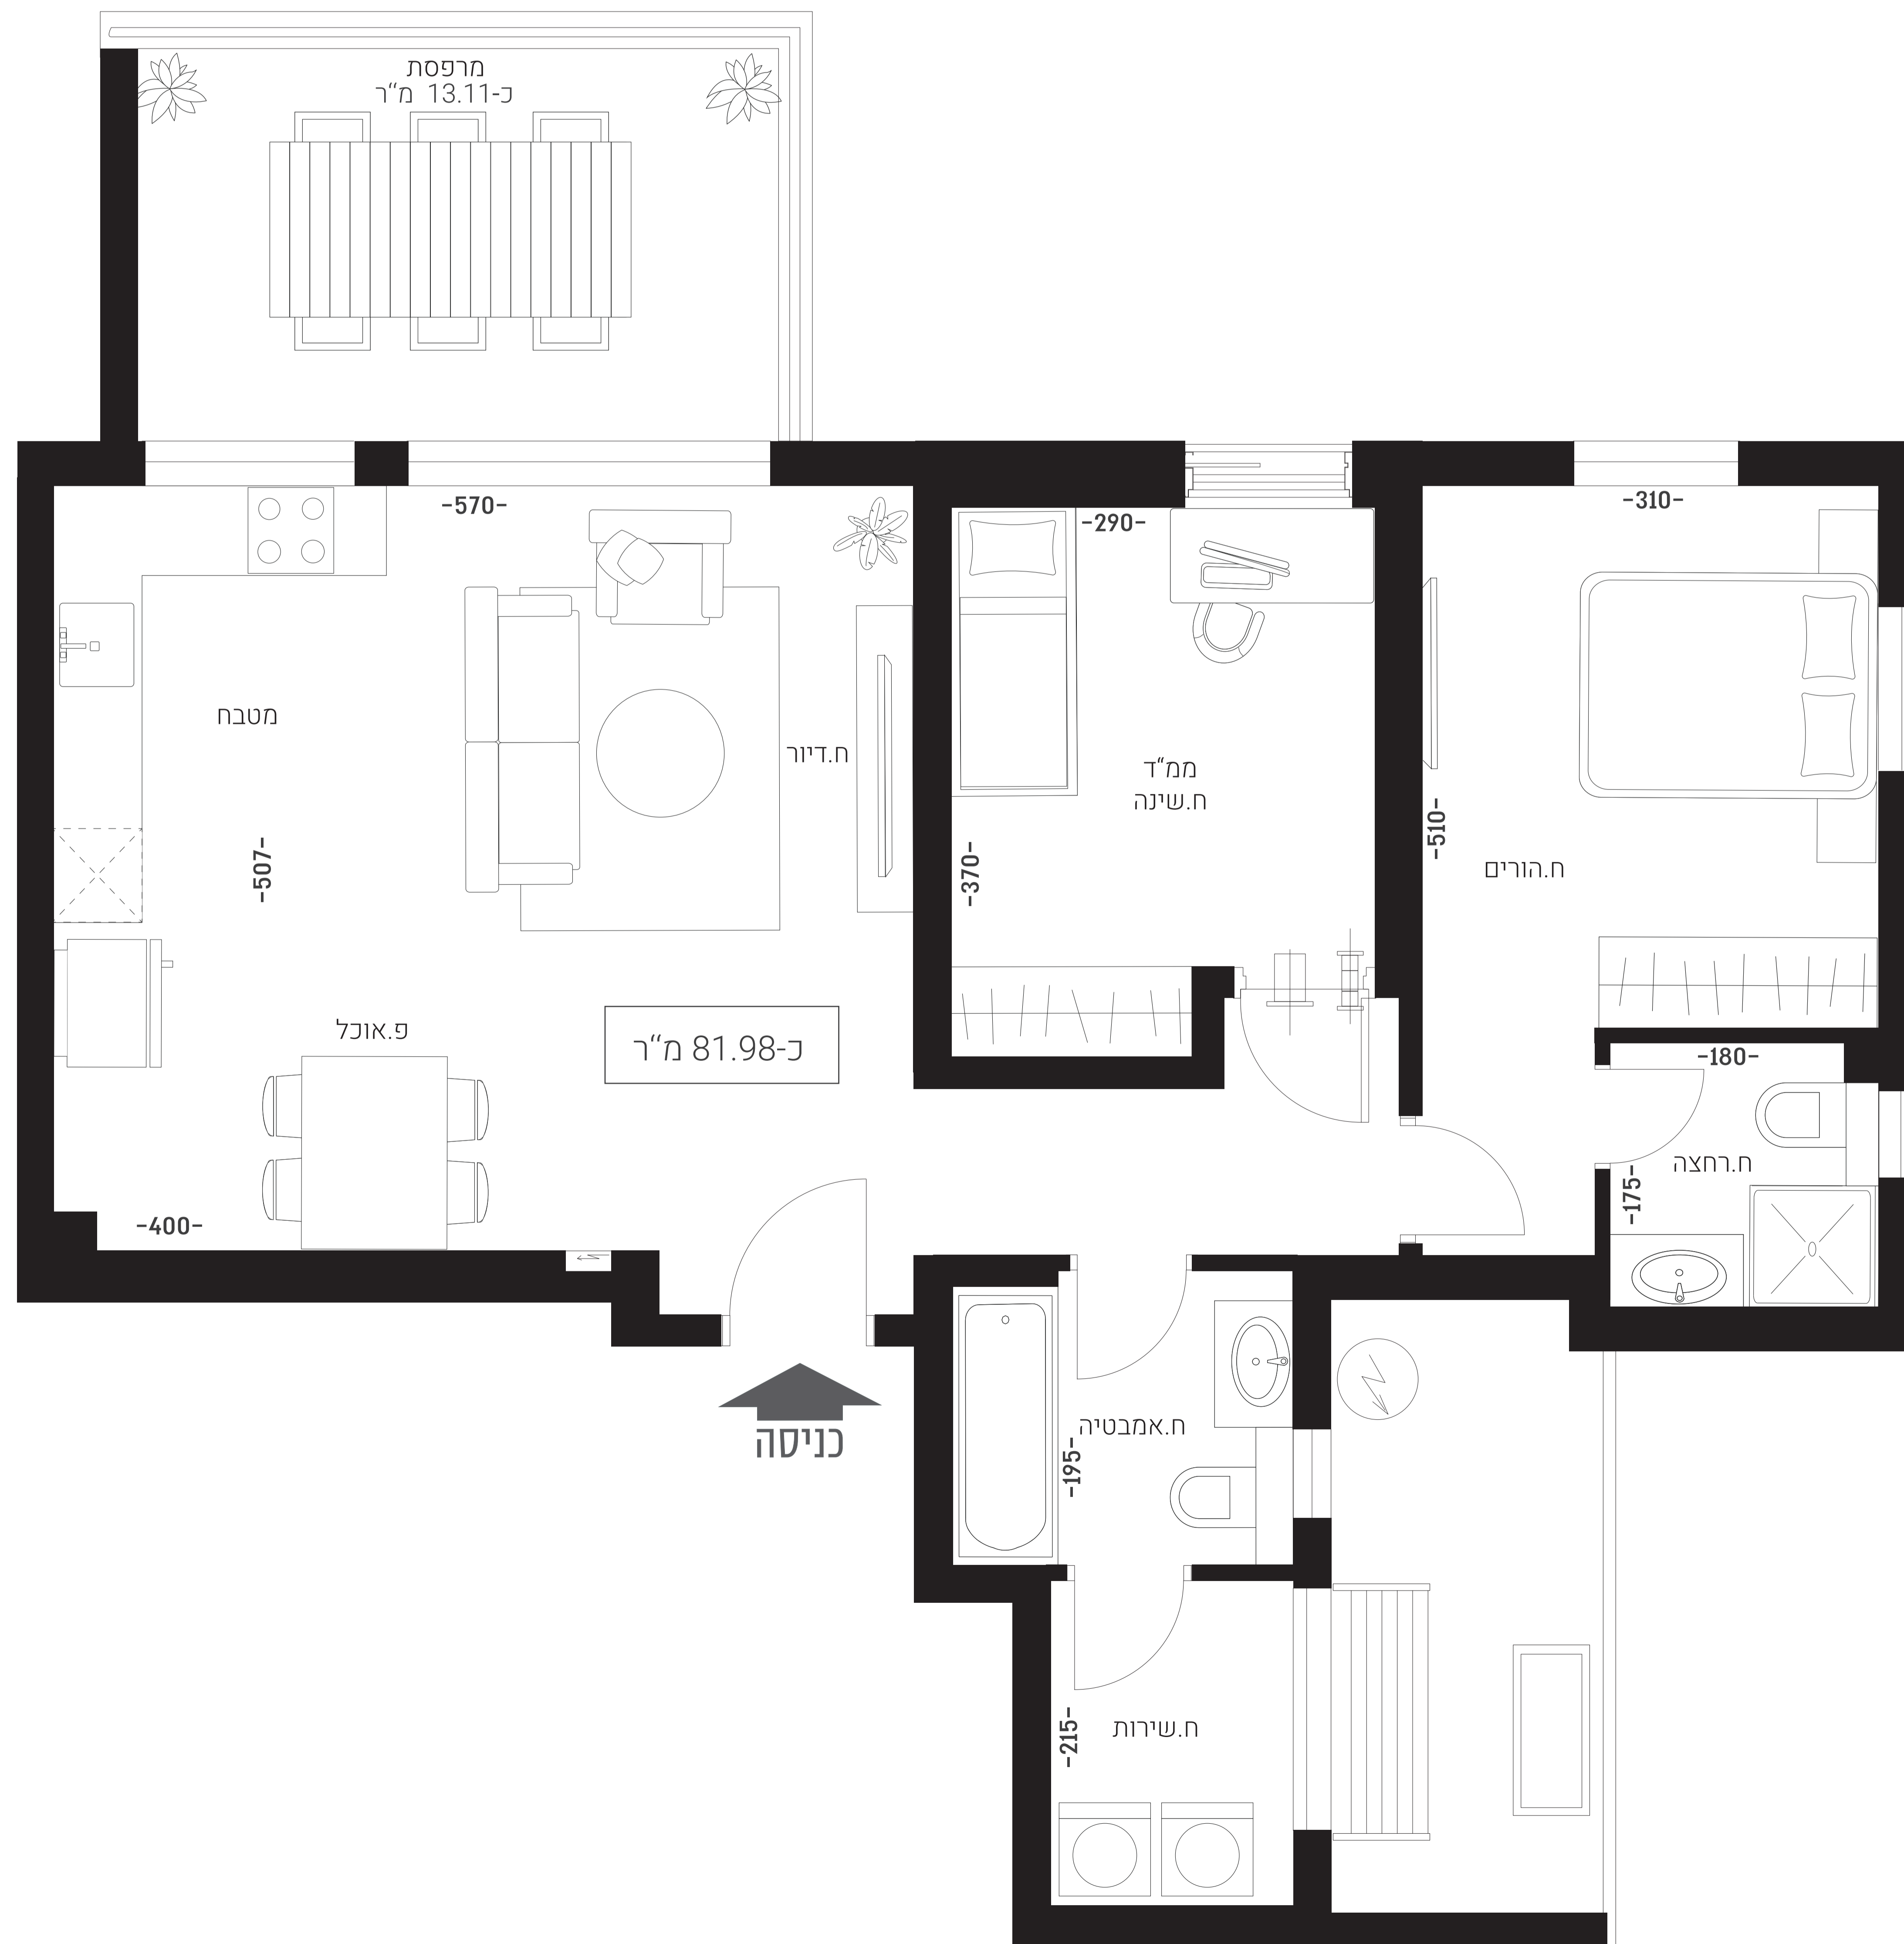 מרפסת
כ-13.11 מ"ר
-570-
-290-
-310-
מטבח
ח.דיור
ממ"ד
ח.שינה
-507-
-370-
-510-
ח.הורים
פ.אוכל
כ-81.98 מ"ר
-180-
ח.רחצה
-175-
-400-
כניסה
ח.אמבטיה
-195-
ח.שירות
-215-